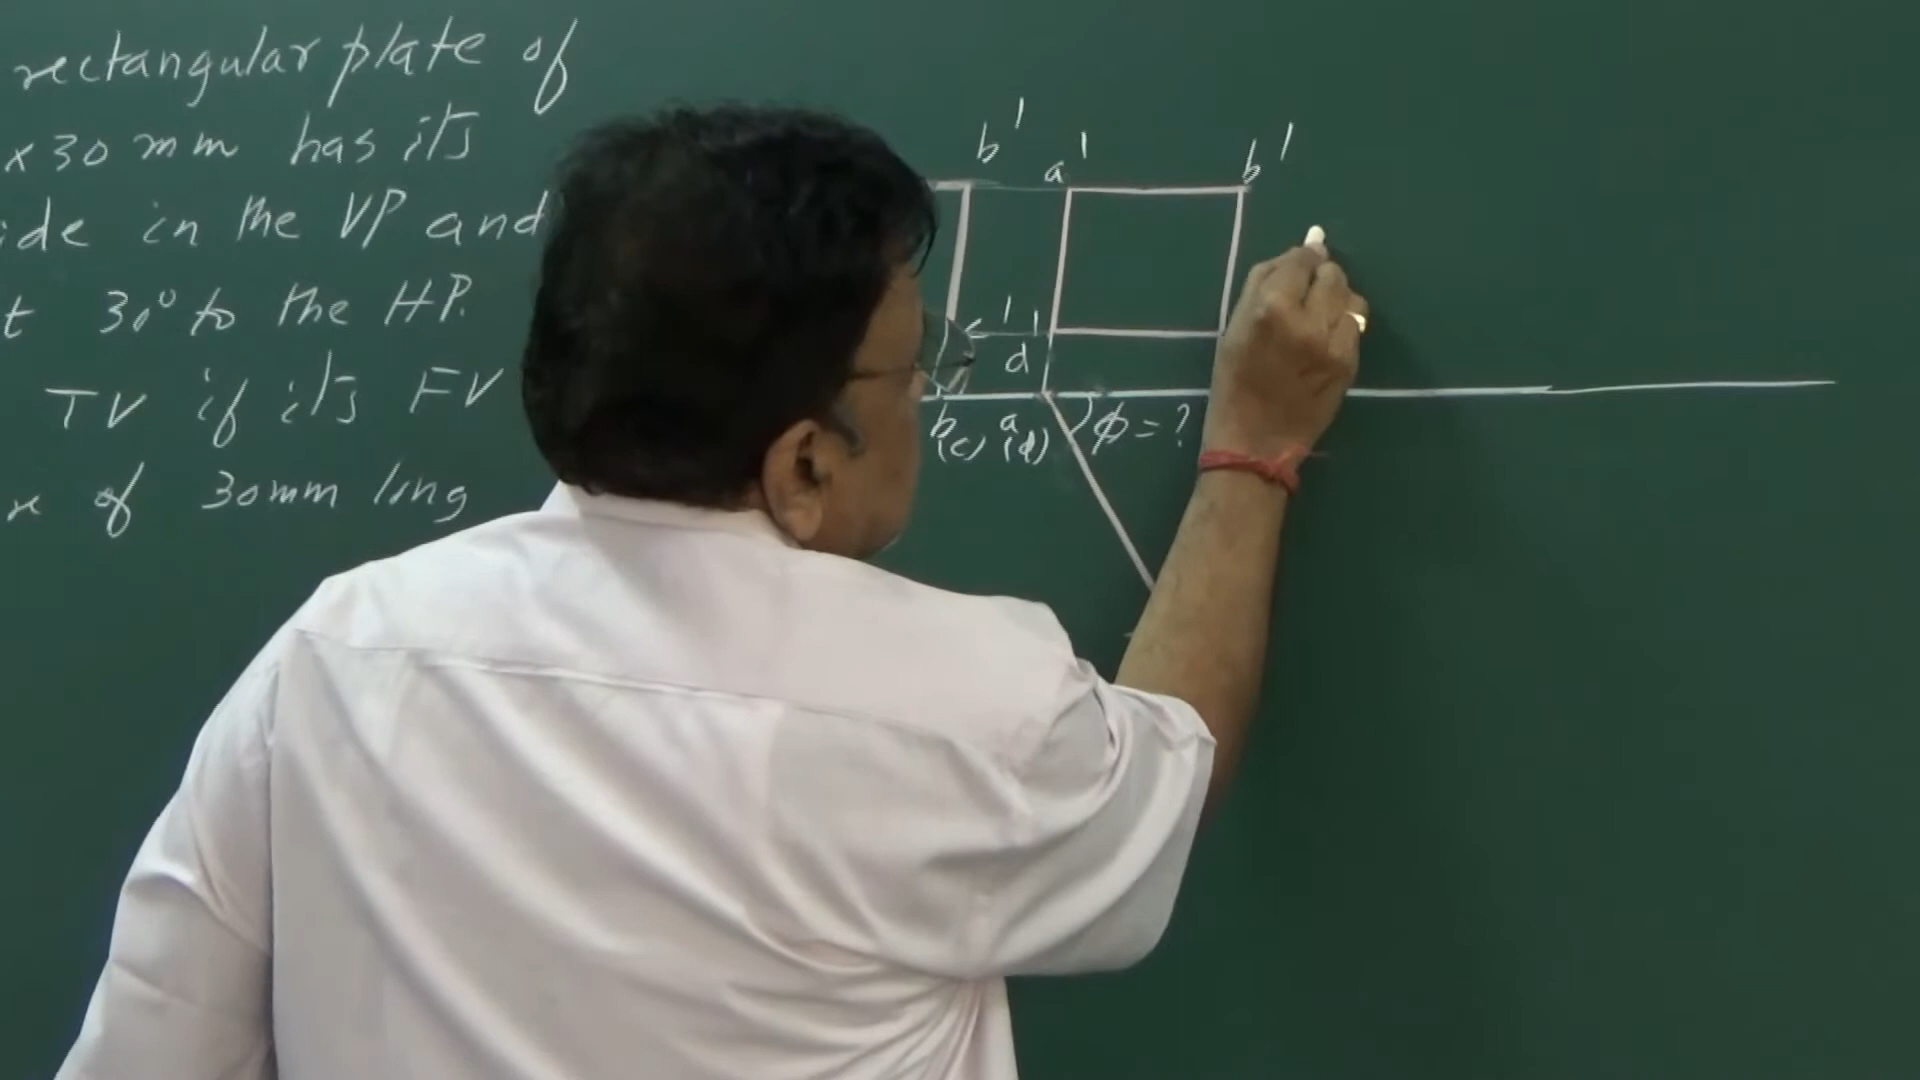 rectangular plate of
x 30 mm has its
ide in the VP and
t 30° to the HP.
TV if its FV
of 30mm long
b' a' b'
c' d'
b a ϕ = ?
(c) (d)